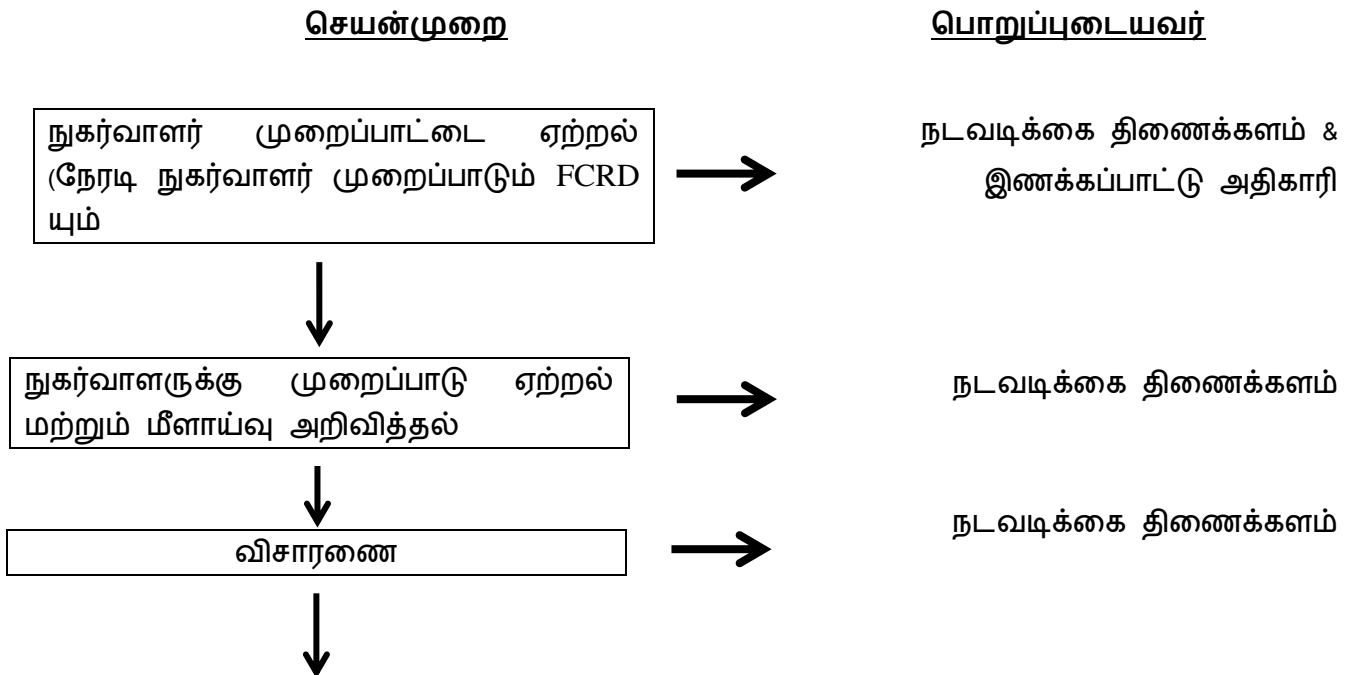 செயன்முறை
பொறுப்புடையவர்
நுகர்வாளர் முறைப்பாட்டை ஏற்றல்
(நேரடி நுகர்வாளர் முறைப்பாடும் FCRD
யும்
நடவடிக்கை திணைக்களம் &
இணக்கப்பாட்டு அதிகாரி
நுகர்வாளருக்கு முறைப்பாடு ஏற்றல்
மற்றும் மீளாய்வு அறிவித்தல்
நடவடிக்கை திணைக்களம்
விசாரணை
நடவடிக்கை திணைக்களம்